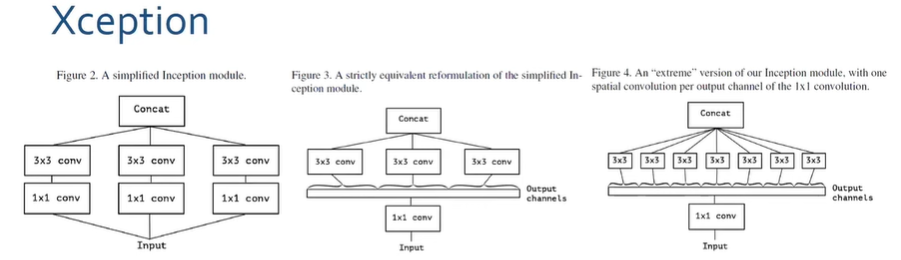 Xception
Figure 2. A simplified Inception module.
Concat
3x3 conv 3x3 conv 3x3 conv
1x1 conv 1x1 conv 1x1 conv
Input
Figure 3. A strictly equivalent reformulation of the simplified In-
ception module.
Concat
3x3 conv 3x3 conv 3x3 conv
Output
channels
1x1 conv
Input
Figure 4. An “extreme” version of our Inception module, with one
spatial convolution per output channel of the 1x1 convolution.
Concat
3x3 3x3 3x3 3x3 3x3 3x3 3x3
Output
channels
1x1 conv
Input